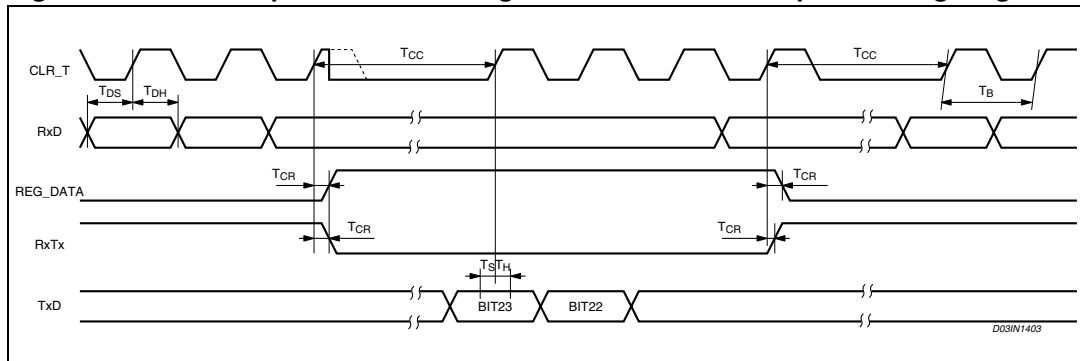 CLR_T
TCC
TCC
TDS
TDH
TB
RxD
TCR
TCR
REG_DATA
TCR
TCR
RxTx
TS TH
TxD
BIT23
BIT22
D03IN1403